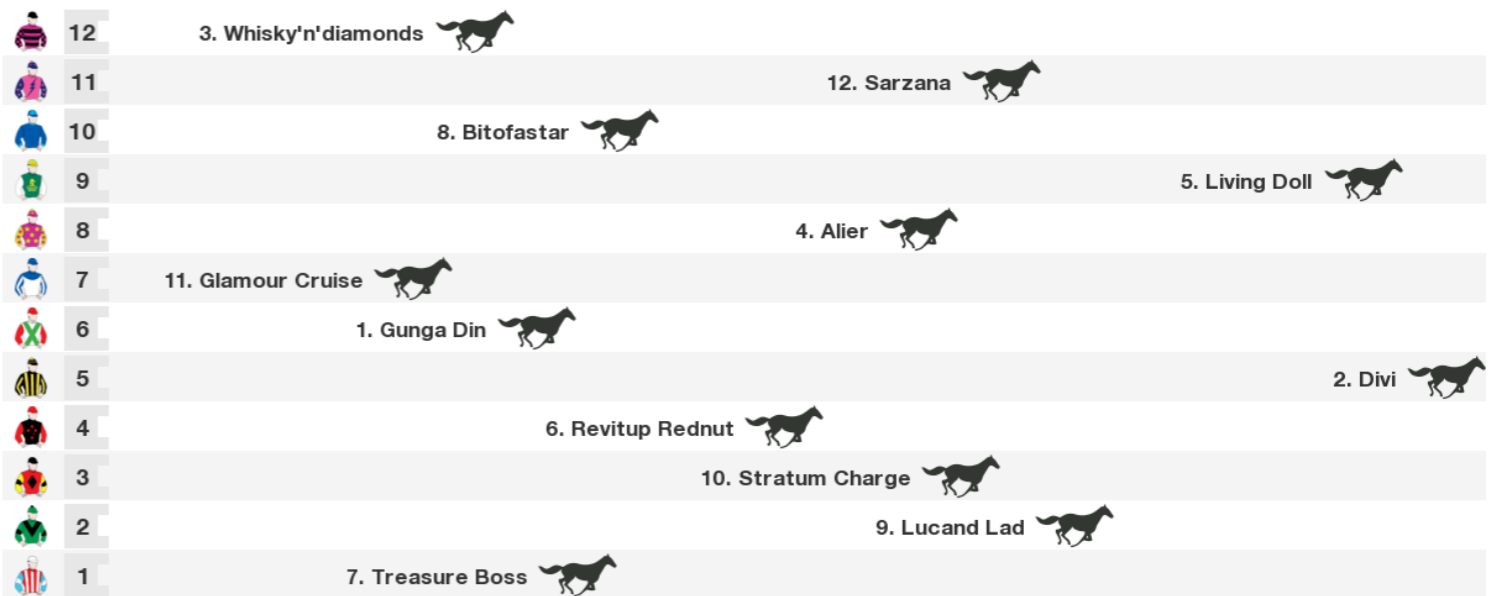 12 3. Whisky'n'diamonds
11 12. Sarzana
10 8. Bitofastar
9 5. Living Doll
8 4. Alier
7 11. Glamour Cruise
6 1. Gunga Din
5 2. Divi
4 6. Revitup Rednut
3 10. Stratum Charge
2 9. Lucand Lad
1 7. Treasure Boss